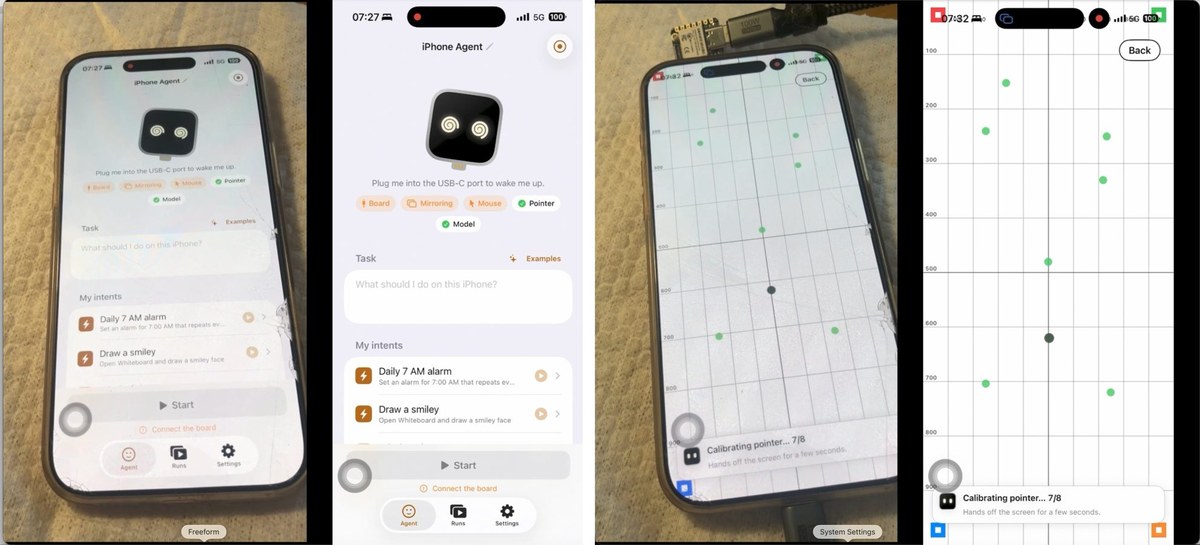 07:27
5G 100
iPhone Agent
Plug me into the USB-C port to wake me up.
Board Mirroring Mouse Pointer
Model
Task
Examples
What should I do on this iPhone?
My intents
Daily 7 AM alarm
Set an alarm for 7:00 AM that repeats ev...
Draw a smiley
Open Whiteboard and draw a smiley face
Start
Connect the board
Agent Runs Settings
Freeform
07:27
5G 100
iPhone Agent
Plug me into the USB-C port to wake me up.
Board Mirroring Mouse Pointer
Model
Task
Examples
What should I do on this iPhone?
My intents
Daily 7 AM alarm
Set an alarm for 7:00 AM that repeats ev...
Draw a smiley
Open Whiteboard and draw a smiley face
Start
Connect the board
Agent Runs Settings
100W
Back
700
800
Calibrating pointer... 7/8
Hands off the screen for a few seconds.
System Settings
07:32
5G 100
Back
100
200
300
400
500
600
700
800
900
Calibrating pointer... 7/8
Hands off the screen for a few seconds.